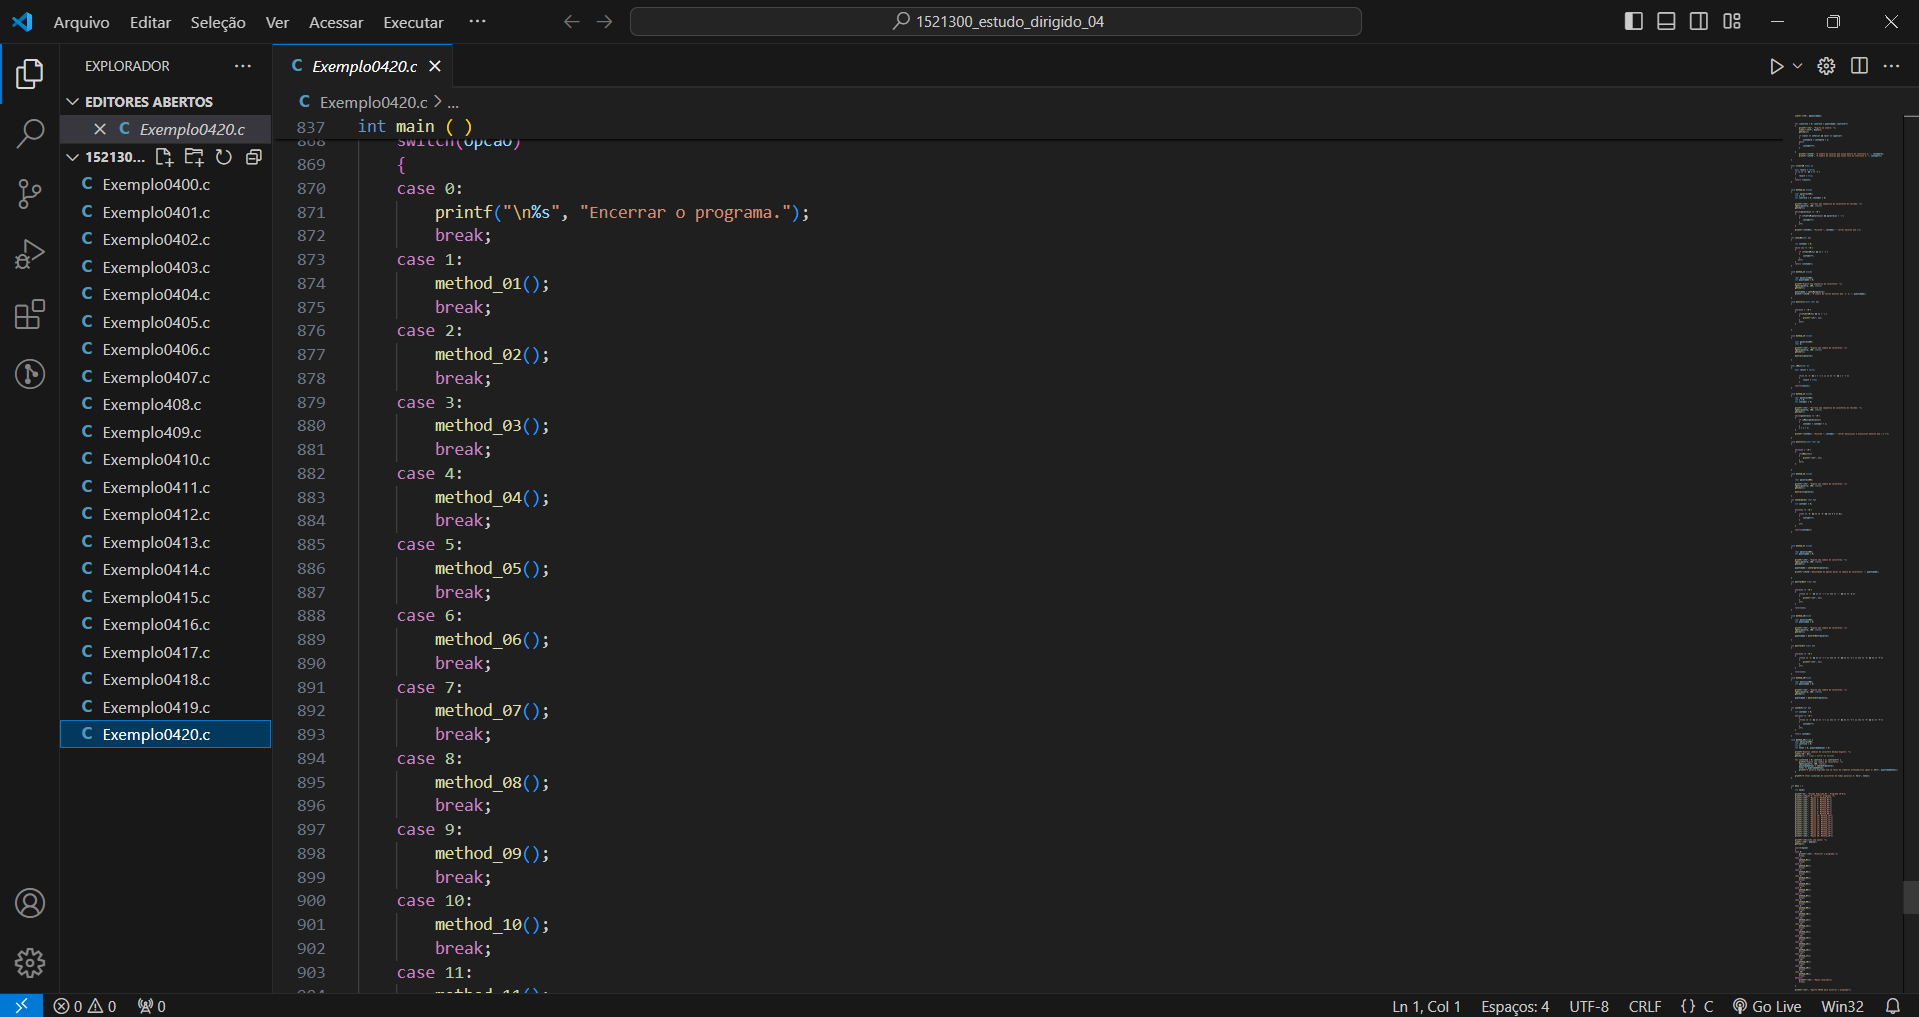 Arquivo Editar Seleção Ver Acessar Executar ···
1521300_estudo_dirigido_04
EXPLORADOR ···
EDITORES ABERTOS
C Exemplo0420.c
152130...
C Exemplo0400.c
C Exemplo0401.c
C Exemplo0402.c
C Exemplo0403.c
C Exemplo0404.c
C Exemplo0405.c
C Exemplo0406.c
C Exemplo0407.c
C Exemplo408.c
C Exemplo409.c
C Exemplo0410.c
C Exemplo0411.c
C Exemplo0412.c
C Exemplo0413.c
C Exemplo0414.c
C Exemplo0415.c
C Exemplo0416.c
C Exemplo0417.c
C Exemplo0418.c
C Exemplo0419.c
C Exemplo0420.c
C Exemplo0420.c
C Exemplo0420.c > ...
837 int main ( )
868 switch(opcao)
869 {
870 case 0:
871 printf("\n%s", "Encerrar o programa.");
872 break;
873 case 1:
874 method_01();
875 break;
876 case 2:
877 method_02();
878 break;
879 case 3:
880 method_03();
881 break;
882 case 4:
883 method_04();
884 break;
885 case 5:
886 method_05();
887 break;
888 case 6:
889 method_06();
890 break;
891 case 7:
892 method_07();
893 break;
894 case 8:
895 method_08();
896 break;
897 case 9:
898 method_09();
899 break;
900 case 10:
901 method_10();
902 break;
903 case 11:
904 method_11();
0 0 0
Ln 1, Col 1 Espaços: 4 UTF-8 CRLF {} C Go Live Win32